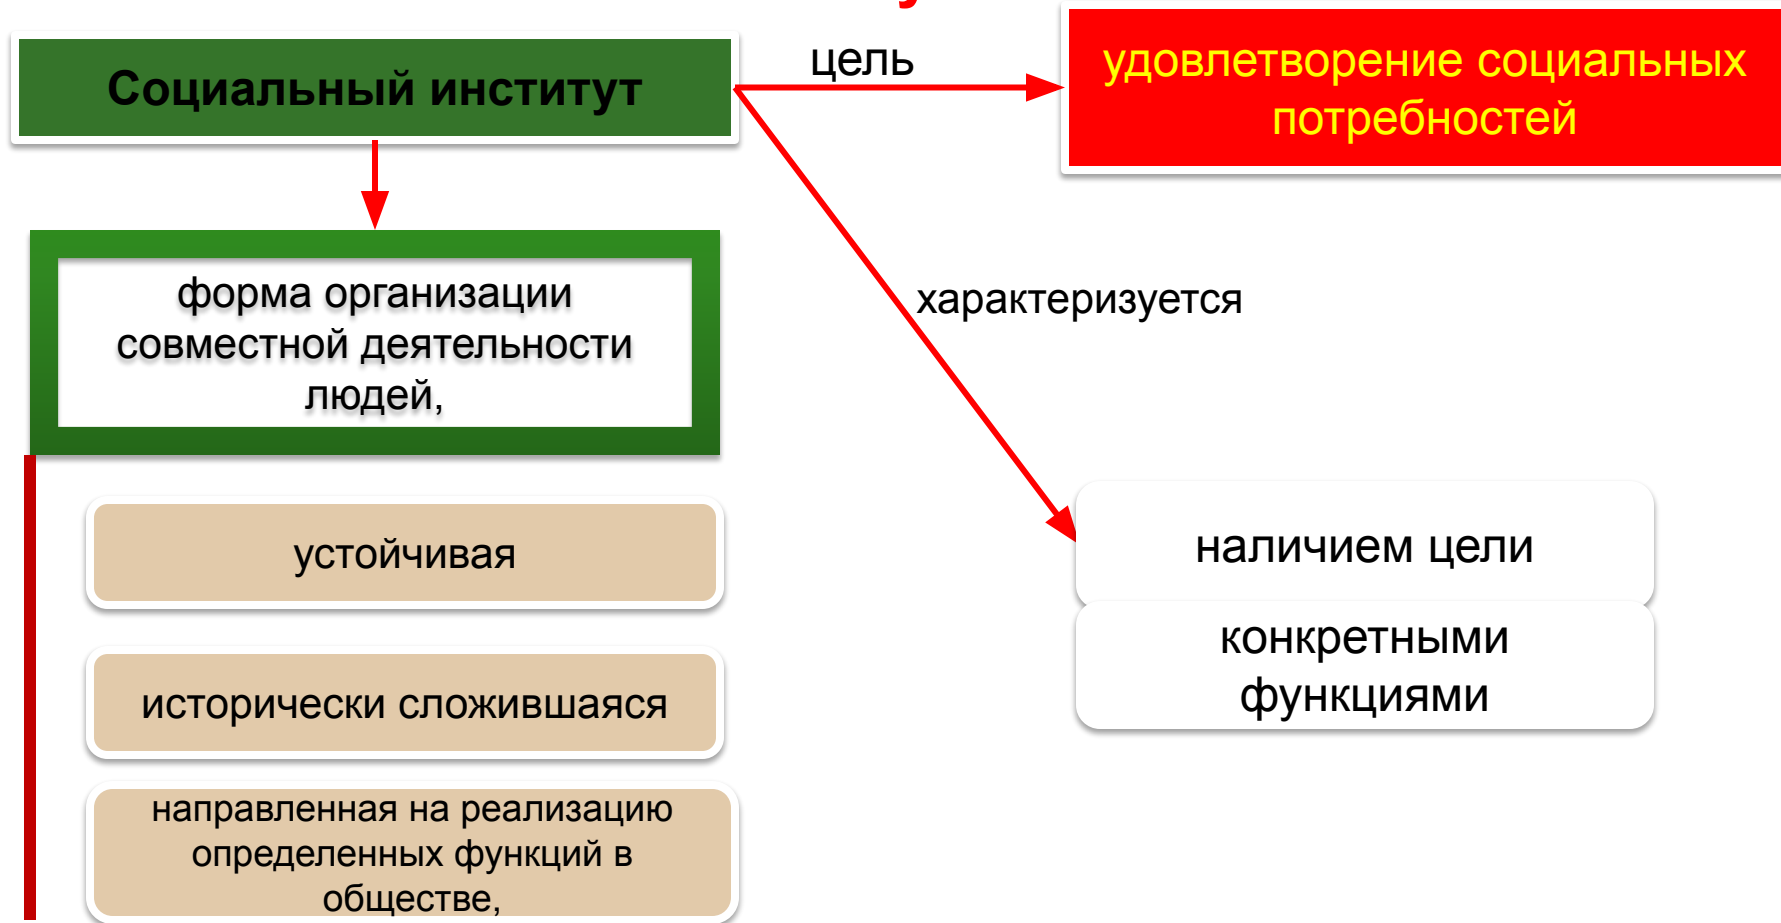 Социальный институт
цель
удовлетворение социальных
потребностей
форма организации
совместной деятельности
людей,
характеризуется
устойчивая
наличием цели
конкретными
функциями
исторически сложившаяся
направленная на реализацию
определенных функций в
обществе,